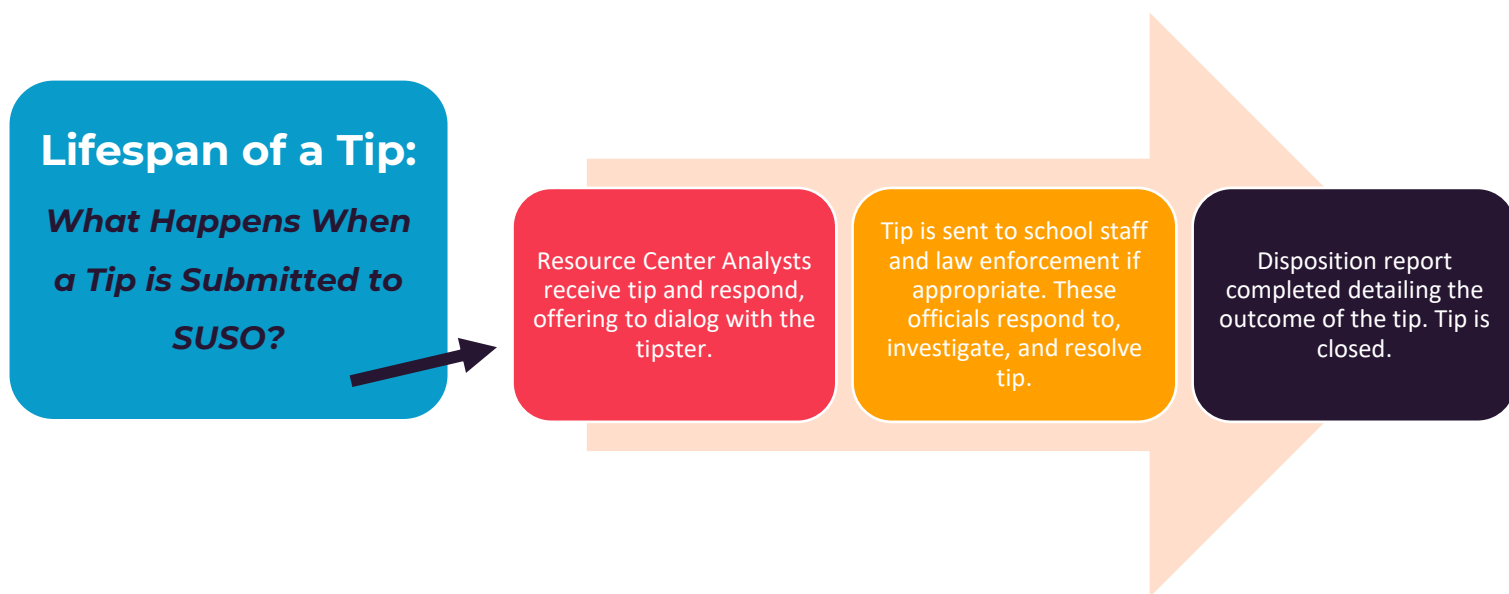 Lifespan of a Tip:
What Happens When
a Tip is Submitted to
SUSO?
Resource Center Analysts
receive tip and respond,
offering to dialog with the
tipster.
Tip is sent to school staff
and law enforcement if
appropriate. These
officials respond to,
investigate, and resolve
tip.
Disposition report
completed detailing the
outcome of the tip. Tip is
closed.